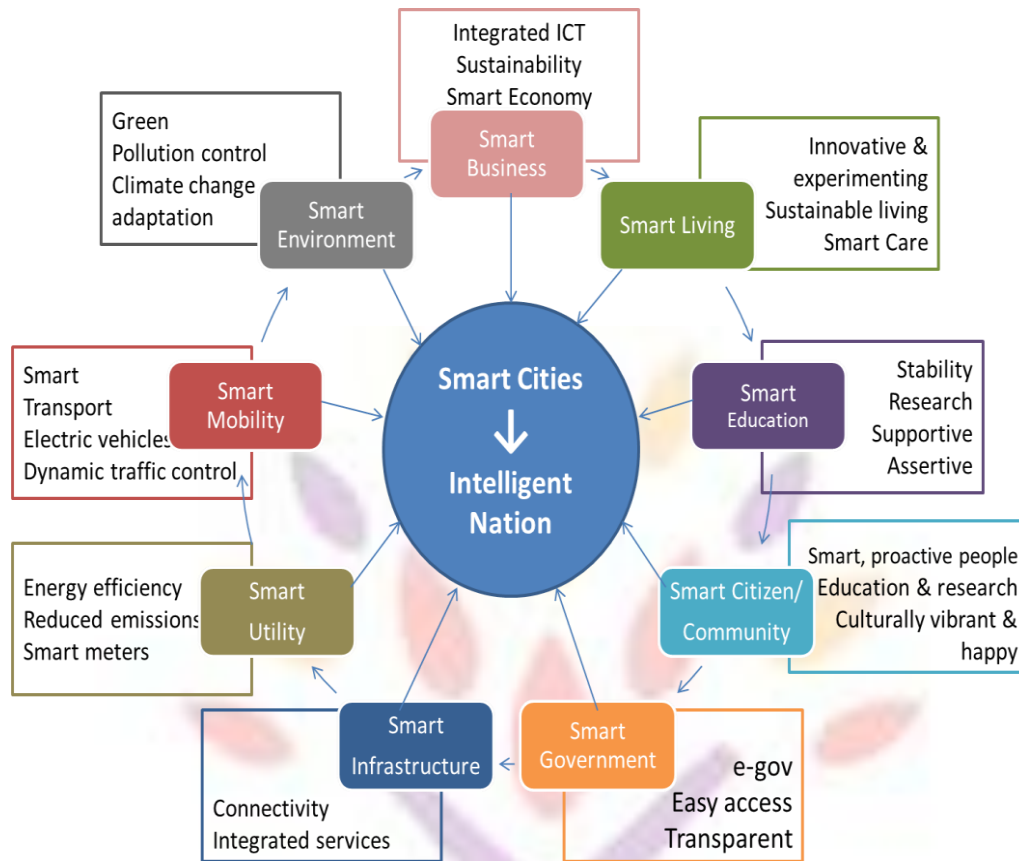 Integrated ICT
Sustainability
Smart Economy
Smart
Business
Innovative &
experimenting
Sustainable living
Smart Care
Smart Living
Stability
Research
Supportive
Assertive
Smart
Education
Smart, proactive people
Education & research
Culturally vibrant &
happy
Smart Citizen/
Community
e-gov
Easy access
Transparent
Smart
Government
Connectivity
Integrated services
Smart
Infrastructure
Energy efficiency
Reduced emissions
Smart meters
Smart
Utility
Smart
Transport
Electric vehicles
Dynamic traffic control
Smart
Mobility
Green
Pollution control
Climate change
adaptation
Smart
Environment
Smart Cities
Intelligent
Nation